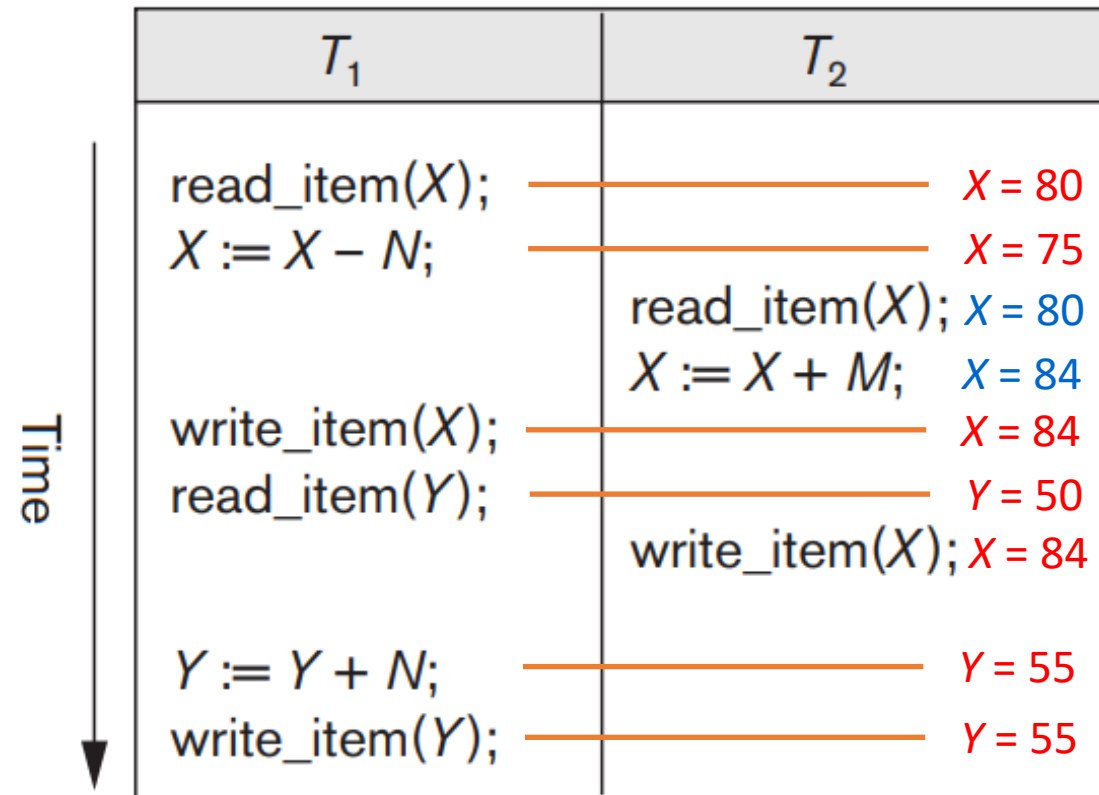 T₁ T₂
read_item(X); X = 80
X := X – N; X = 75
read_item(X); X = 80
X := X + M; X = 84
write_item(X); X = 84
read_item(Y); Y = 50
write_item(X); X = 84
Y := Y + N; Y = 55
write_item(Y); Y = 55
Time